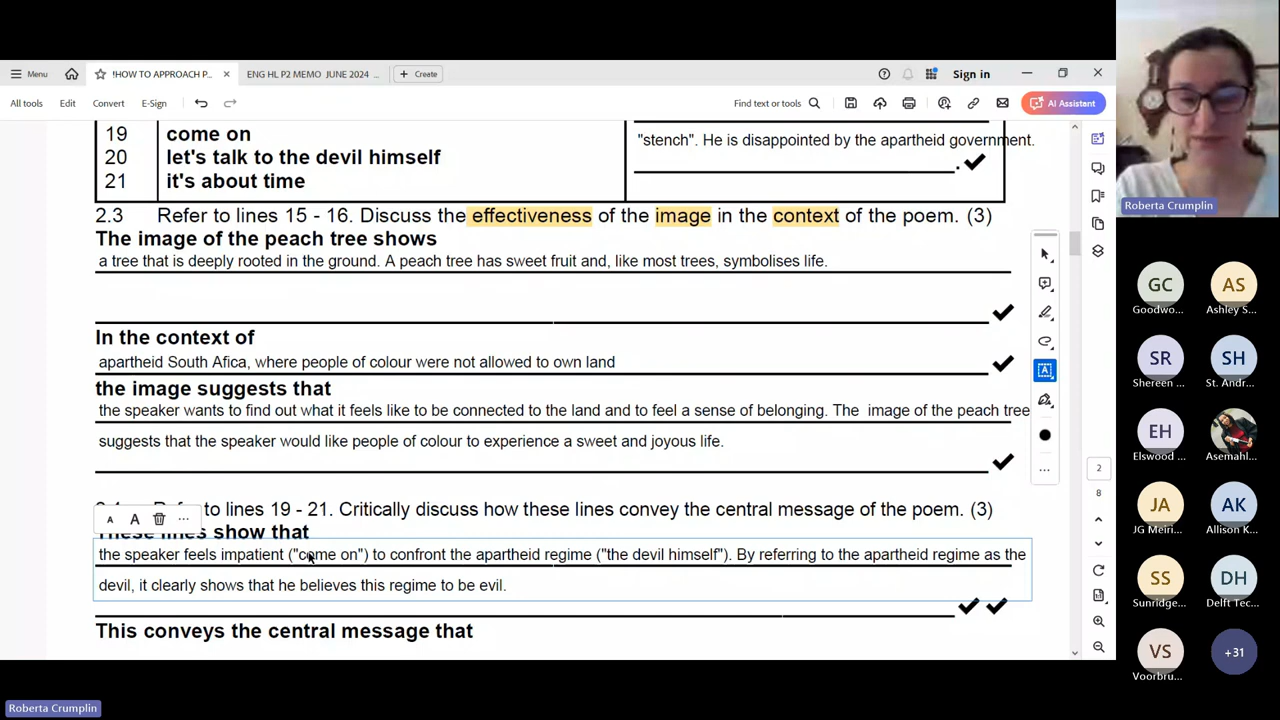 Menu
!HOW TO APPROACH P...
ENG HL P2 MEMO JUNE 2024 ...
Create
Sign in
All tools
Edit
Convert
E-Sign
Find text or tools
AI Assistant
19 come on
20 let's talk to the devil himself
21 it's about time
"stench". He is disappointed by the apartheid government.
.
2.3 Refer to lines 15 - 16. Discuss the effectiveness of the image in the context of the poem. (3)
The image of the peach tree shows
a tree that is deeply rooted in the ground. A peach tree has sweet fruit and, like most trees, symbolises life.
In the context of
apartheid South Afica, where people of colour were not allowed to own land
the image suggests that
the speaker wants to find out what it feels like to be connected to the land and to feel a sense of belonging. The image of the peach tree
suggests that the speaker would like people of colour to experience a sweet and joyous life.
Refer to lines 19 - 21. Critically discuss how these lines convey the central message of the poem. (3)
A A ...
These lines show that
the speaker feels impatient ("come on") to confront the apartheid regime ("the devil himself"). By referring to the apartheid regime as the
devil, it clearly shows that he believes this regime to be evil.
This conveys the central message that
A
2
8
Roberta Crumplin
GC
Goodwo...
AS
Ashley S...
SR
Shereen ...
SH
St. Andr...
EH
Elswood ...
Asemahl...
JA
JG Meiri...
AK
Allison K...
SS
Sunridge...
DH
Delft Tec...
VS
Voorbru...
+31
Roberta Crumplin